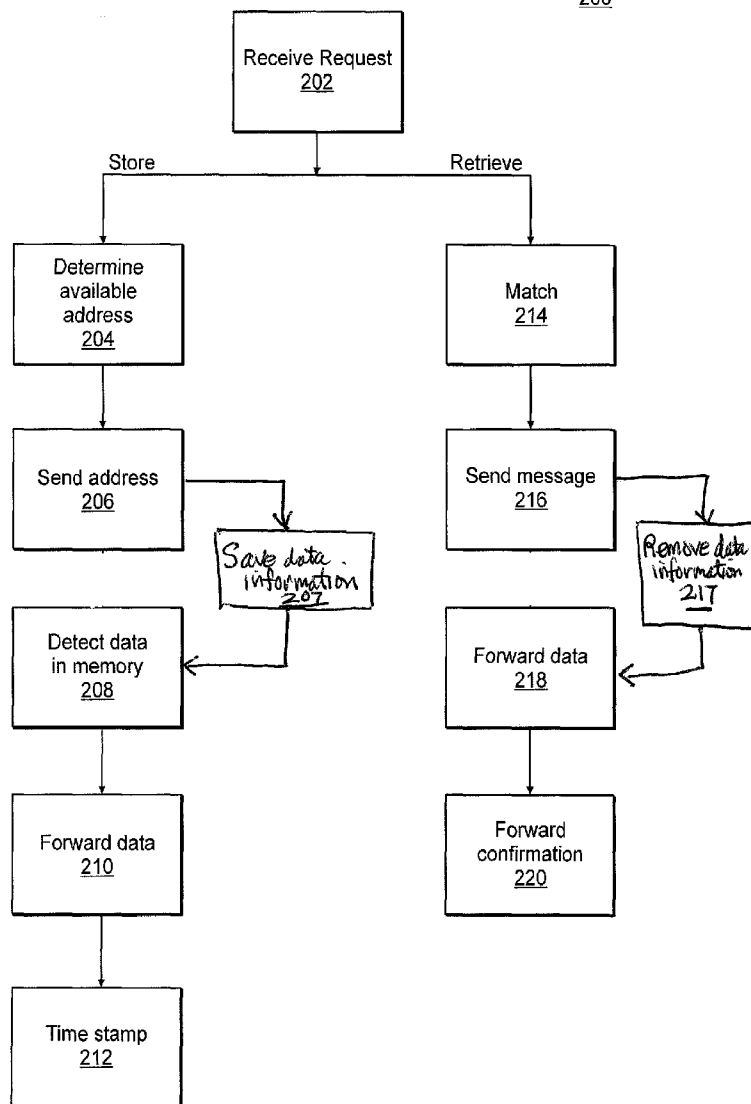 Receive Request
202
Store
Retrieve
Determine
available
address
204
Match
214
Send address
206
Send message
216
Save data
information
207
Remove data
information
217
Detect data
in memory
208
Forward data
218
Forward data
210
Forward
confirmation
220
Time stamp
212